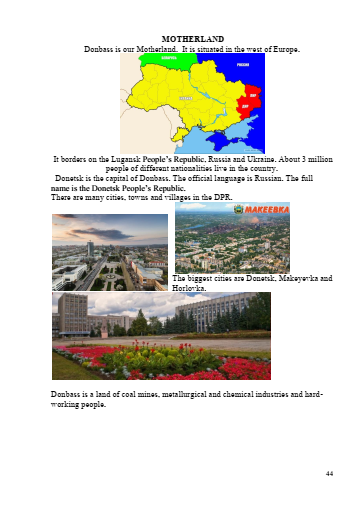 MOTHERLAND
Donbass is our Motherland. It is situated in the west of Europe.
It borders on the Lugansk People's Republic, Russia and Ukraine. About 3 million
people of different nationalities live in the country.
Donetsk is the capital of Donbass. The official language is Russian. The full
name is the Donetsk People's Republic.
There are many cities, towns and villages in the DPR.
МАКЕЕВКА
The biggest cities are Donetsk, Makeyevka and
Horlovka.
Donbass is a land of coal mines, metallurgical and chemical industries and hard-
working people.
44